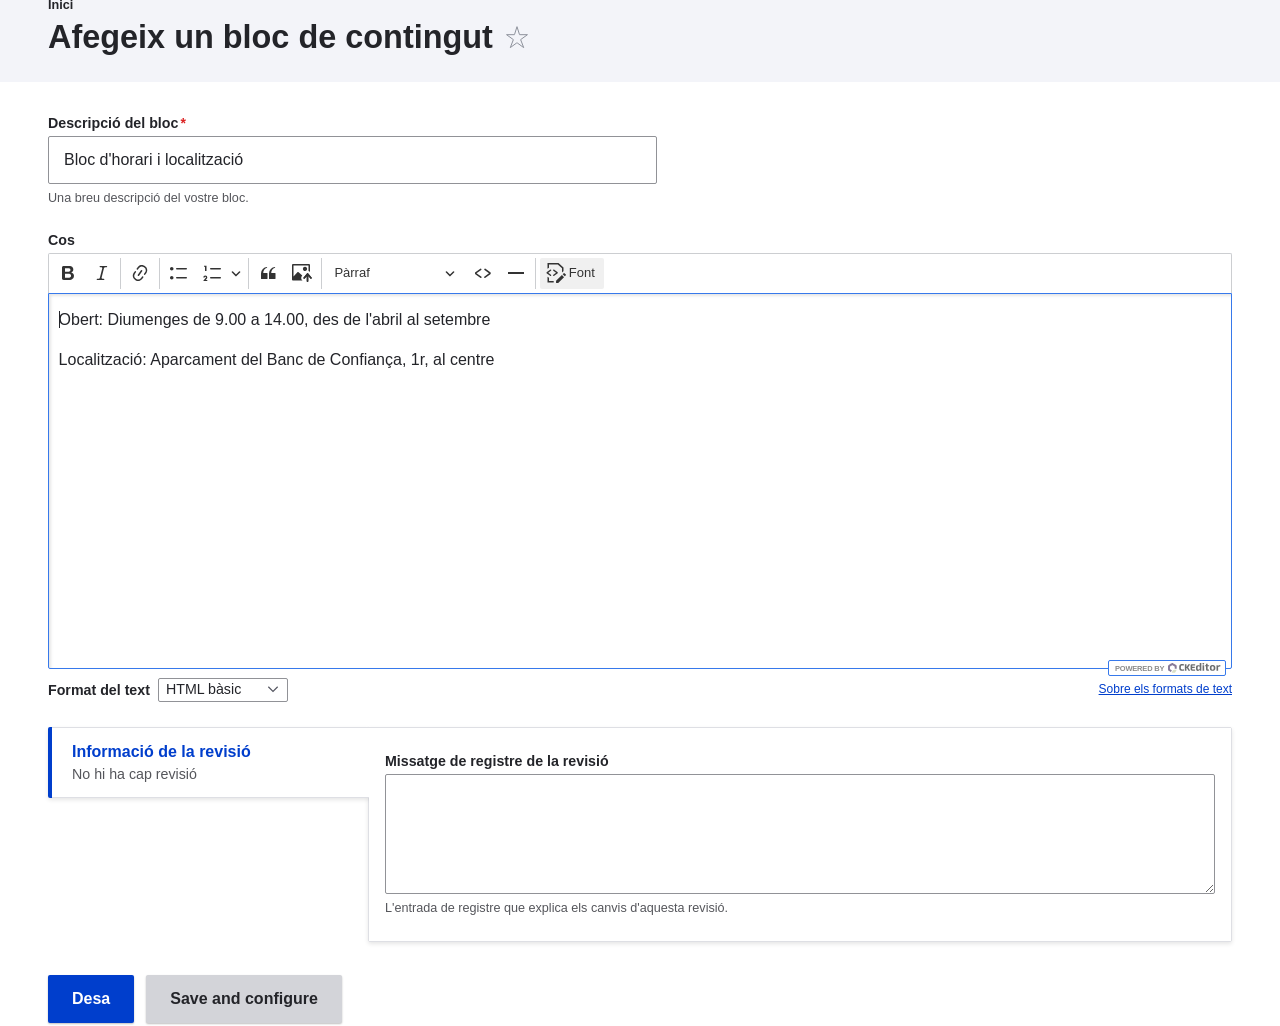 Inici
Afegeix un bloc de contingut
Descripció del bloc*
Bloc d'horari i localització
Una breu descripció del vostre bloc.
Cos
Pàrraf
Font
Obert: Diumenges de 9.00 a 14.00, des de l'abril al setembre
Localització: Aparcament del Banc de Confiança, 1r, al centre
POWERED BY CKEditor
Format del text HTML bàsic Sobre els formats de text
Informació de la revisió
No hi ha cap revisió
Missatge de registre de la revisió
L'entrada de registre que explica els canvis d'aquesta revisió.
Desa Save and configure